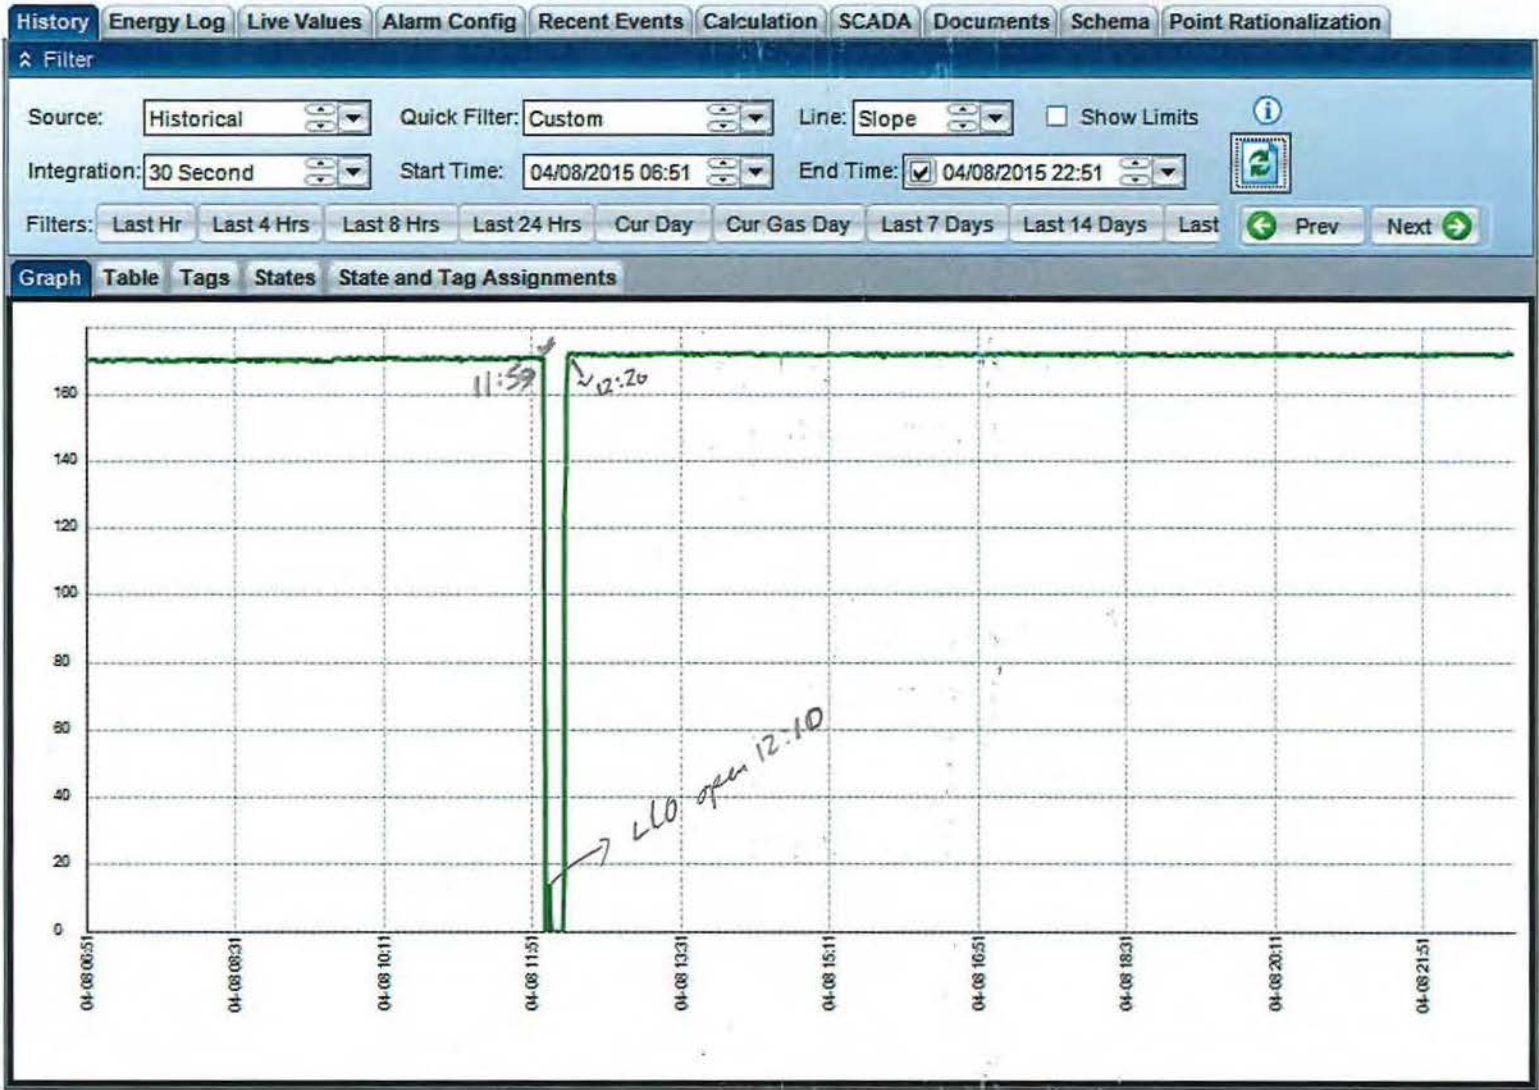 History Energy Log Live Values Alarm Config Recent Events Calculation SCADA Documents Schema Point Rationalization
Filter
Source: Historical Quick Filter: Custom Line: Slope Show Limits
Integration: 30 Second Start Time: 04/08/2015 06:51 End Time: 04/08/2015 22:51
Filters: Last Hr Last 4 Hrs Last 8 Hrs Last 24 Hrs Cur Day Cur Gas Day Last 7 Days Last 14 Days Last Prev Next
Graph Table Tags States State and Tag Assignments
11:59
12:20
160
140
120
100
80
60
40
20
0
open 12:10
04-08 06:51 04-08 08:31 04-08 10:11 04-08 11:51 04-08 13:31 04-08 15:11 04-08 16:51 04-08 18:31 04-08 20:11 04-08 21:51